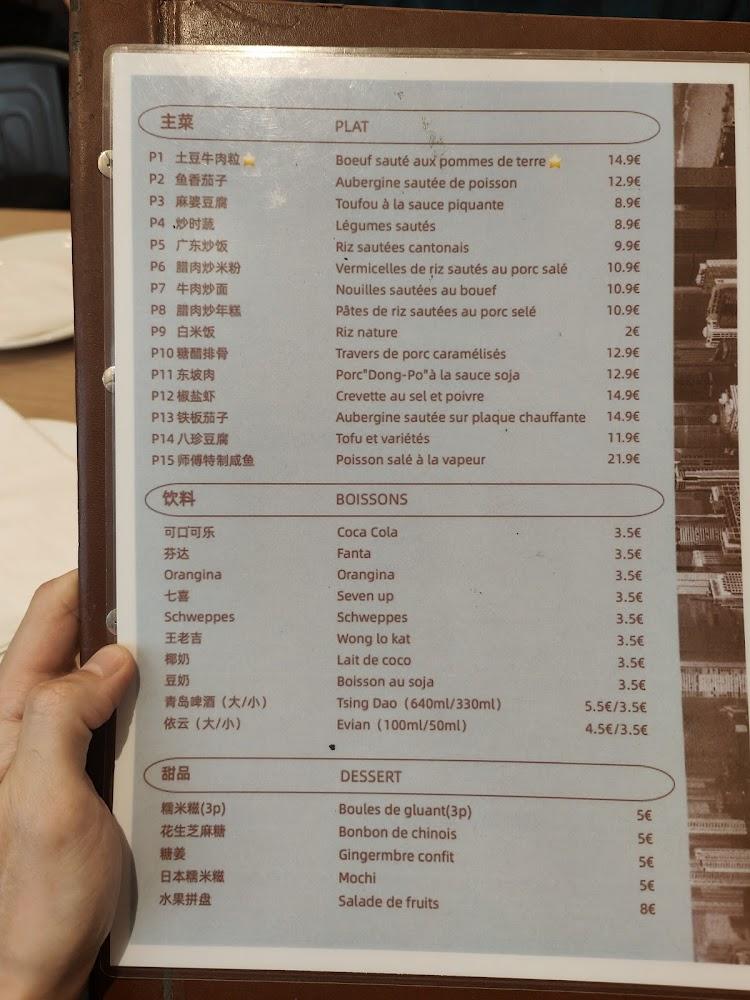 主菜 PLAT
P1 土豆牛肉粒⭐ Boeuf sauté aux pommes de terre⭐ 14.9€
P2 鱼香茄子 Aubergine sautée de poisson 12.9€
P3 麻婆豆腐 Toufou à la sauce piquante 8.9€
P4 炒时蔬 Légumes sautés 8.9€
P5 广东炒饭 Riz sautées cantonais 9.9€
P6 腊肉炒米粉 Vermicelles de riz sautés au porc salé 10.9€
P7 牛肉炒面 Nouilles sautées au bouef 10.9€
P8 腊肉炒年糕 Pâtes de riz sautées au porc selé 10.9€
P9 白米饭 Riz nature 2€
P10 糖醋排骨 Travers de porc caramélisés 12.9€
P11 东坡肉 Porc"Dong-Po"à la sauce soja 12.9€
P12 椒盐虾 Crevette au sel et poivre 14.9€
P13 铁板茄子 Aubergine sautée sur plaque chauffante 14.9€
P14 八珍豆腐 Tofu et variétés 11.9€
P15 师傅特制咸鱼 Poisson salé à la vapeur 21.9€
饮料 BOISSONS
可口可乐 Coca Cola 3.5€
芬达 Fanta 3.5€
Orangina Orangina 3.5€
七喜 Seven up 3.5€
Schweppes Schweppes 3.5€
王老吉 Wong lo kat 3.5€
椰奶 Lait de coco 3.5€
豆奶 Boisson au soja 3.5€
青岛啤酒（大/小） Tsing Dao（640ml/330ml） 5.5€/3.5€
依云（大/小） Evian（100ml/50ml） 4.5€/3.5€
甜品 DESSERT
糯米糍(3p) Boules de gluant(3p) 5€
花生芝麻糖 Bonbon de chinois 5€
糖姜 Gingermbre confit 5€
日本糯米糍 Mochi 5€
水果拼盘 Salade de fruits 8€